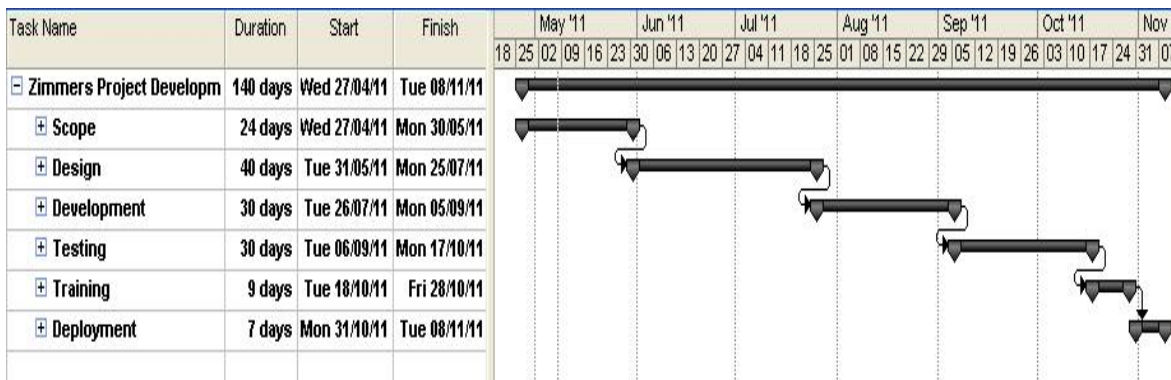 Task Name Duration Start Finish May '11 Jun '11 Jul '11 Aug '11 Sep '11 Oct '11 Nov
18 25 02 09 16 23 30 06 13 20 27 04 11 18 25 01 08 15 22 29 05 12 19 26 03 10 17 24 31
Zimmers Project Developm 140 days Wed 27/04/11 Tue 08/11/11
Scope 24 days Wed 27/04/11 Mon 30/05/11
Design 40 days Tue 31/05/11 Mon 25/07/11
Development 30 days Tue 26/07/11 Mon 05/09/11
Testing 30 days Tue 06/09/11 Mon 17/10/11
Training 9 days Tue 18/10/11 Fri 28/10/11
Deployment 7 days Mon 31/10/11 Tue 08/11/11